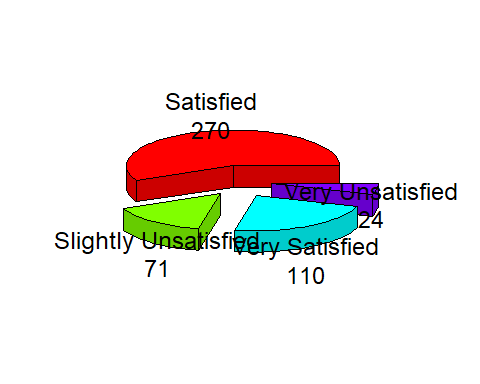 Satisfied
270
Very Unsatisfied
24
Slightly Unsatisfied
71
Very Satisfied
110